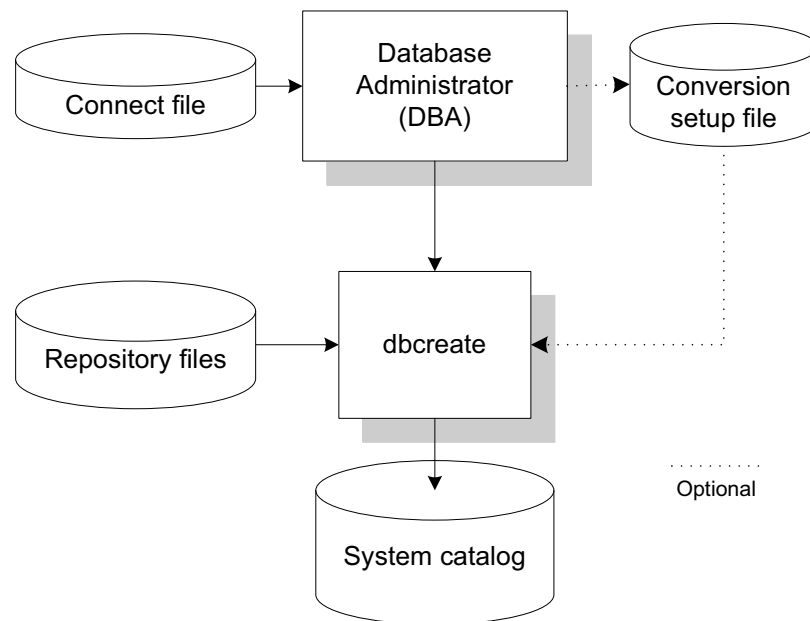 Connect file
Database
Administrator
(DBA)
Conversion
setup file
Repository files
dbcreate
System catalog
Optional